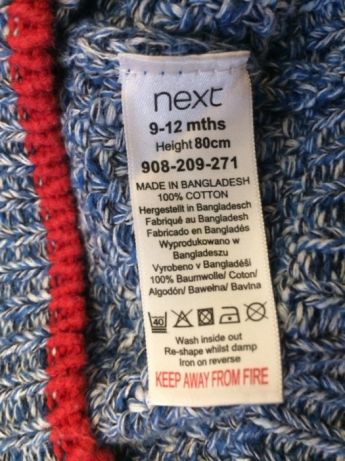 next
9-12 mths
Height 80cm
908-209-271
MADE IN BANGLADESH
100% COTTON
Hergestellt in Bangladesch
Fabriqué au Bangladesh
Fabricado en Bangladés
Wyprodukowano w
Bangladeszu
Vyrobeno v Bangladéši
100% Baumwolle/ Coton/
Algodón/ Bawełna/ Bavlna
40
Wash inside out
Re-shape whilst damp
Iron on reverse
KEEP AWAY FROM FIRE